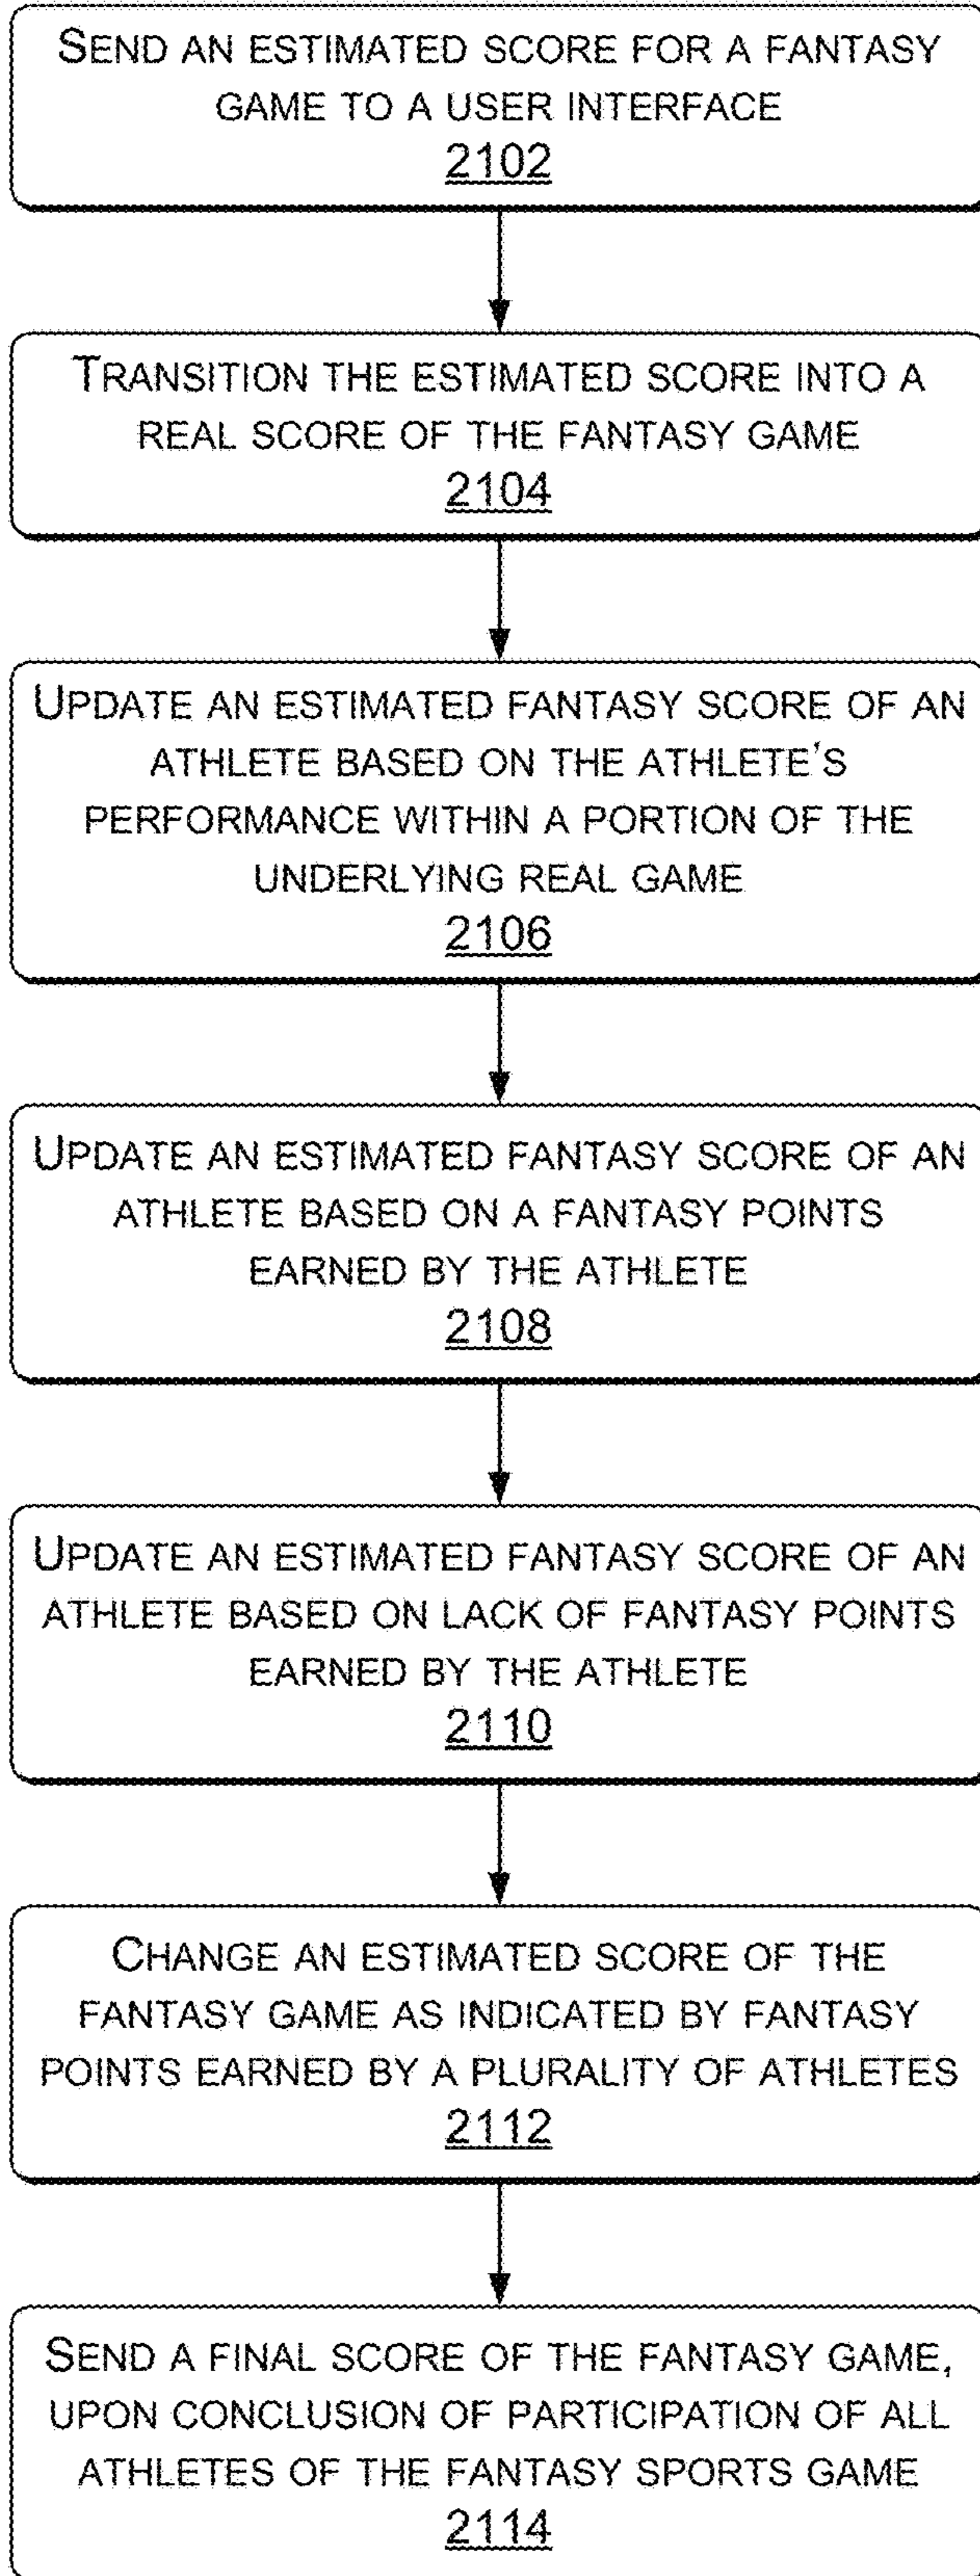 SEND AN ESTIMATED SCORE FOR A FANTASY
GAME TO A USER INTERFACE
2102
TRANSITION THE ESTIMATED SCORE INTO A
REAL SCORE OF THE FANTASY GAME
2104
UPDATE AN ESTIMATED FANTASY SCORE OF AN
ATHLETE BASED ON THE ATHLETE'S
PERFORMANCE WITHIN A PORTION OF THE
UNDERLYING REAL GAME
2106
UPDATE AN ESTIMATED FANTASY SCORE OF AN
ATHLETE BASED ON A FANTASY POINTS
EARNED BY THE ATHLETE
2108
UPDATE AN ESTIMATED FANTASY SCORE OF AN
ATHLETE BASED ON LACK OF FANTASY POINTS
EARNED BY THE ATHLETE
2110
CHANGE AN ESTIMATED SCORE OF THE
FANTASY GAME AS INDICATED BY FANTASY
POINTS EARNED BY A PLURALITY OF ATHLETES
2112
SEND A FINAL SCORE OF THE FANTASY GAME,
UPON CONCLUSION OF PARTICIPATION OF ALL
ATHLETES OF THE FANTASY SPORTS GAME
2114